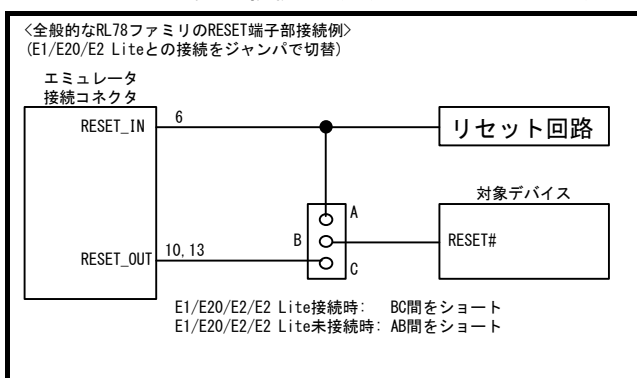 <全般的なRL78ファミリのRESET端子部接続例>
(E1/E20/E2 Liteとの接続をジャンパで切替)
エミュレータ
接続コネクタ
RESET_IN
6
リセット回路
対象デバイス
A
B
RESET#
RESET_OUT
10, 13
C
E1/E20/E2/E2 Lite接続時: BC間をショート
E1/E20/E2/E2 Lite未接続時: AB間をショート